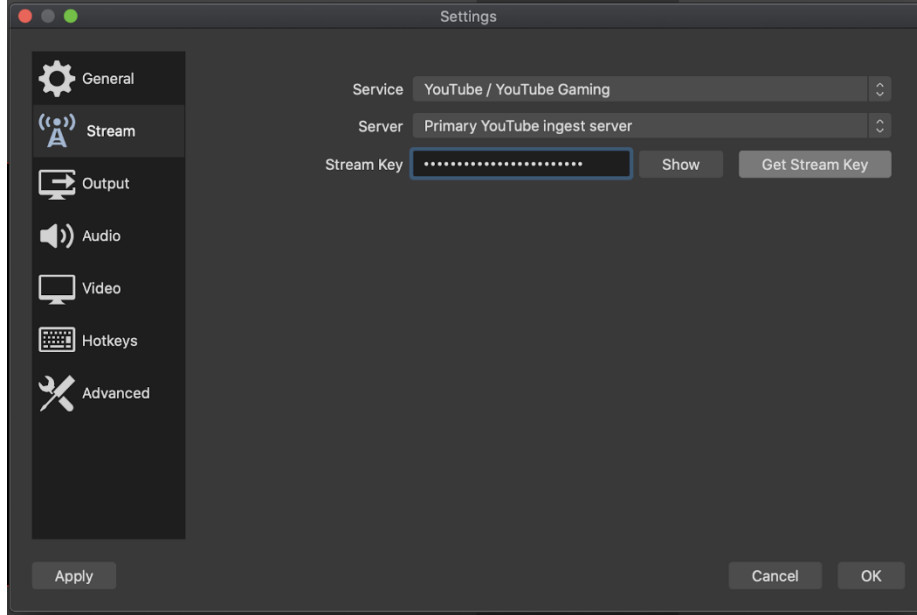 Settings
General
Stream
Output
Audio
Video
Hotkeys
Advanced
Service YouTube / YouTube Gaming
Server Primary YouTube ingest server
Stream Key •••••••••••••••••••••••• Show Get Stream Key
Apply Cancel OK